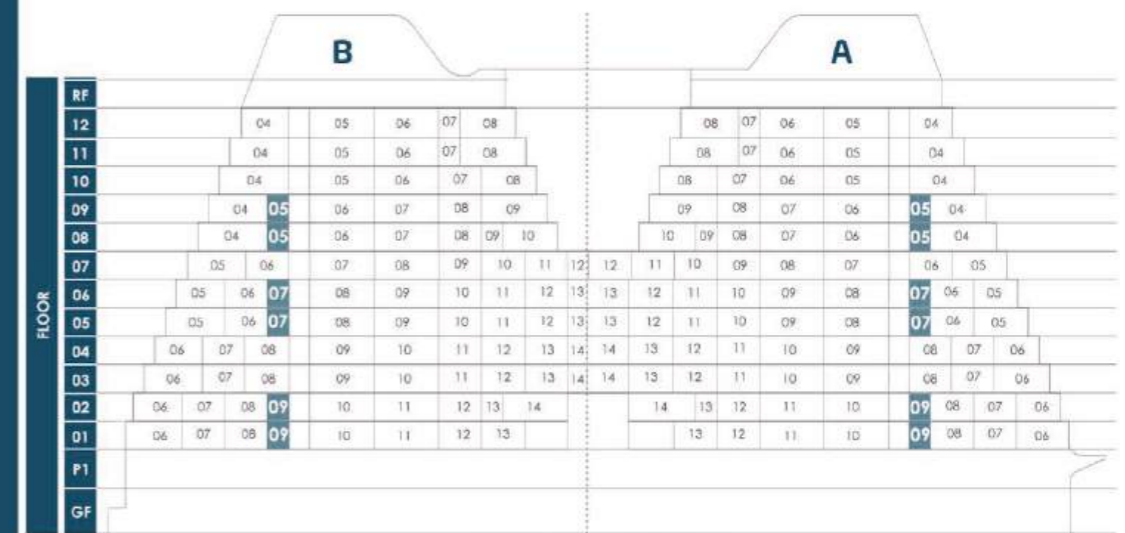 B A
RF
12 04 05 06 07 08 08 07 06 05 04
11 04 05 06 07 08 08 07 06 05 04
10 04 05 06 07 08 08 07 06 05 04
09 04 05 06 07 08 09 09 08 07 06 05 04
08 04 05 06 07 08 09 10 10 09 08 07 06 05 04
07 05 06 07 08 09 10 11 12 12 11 10 09 08 07 06 05
06 05 06 07 08 09 10 11 12 13 13 12 11 10 09 08 07 06 05
05 05 06 07 08 09 10 11 12 13 13 12 11 10 09 08 07 06 05
04 06 07 08 09 10 11 12 13 14 14 13 12 11 10 09 08 07 06
03 06 07 08 09 10 11 12 13 14 14 13 12 11 10 09 08 07 06
02 06 07 08 09 10 11 12 13 14 14 13 12 11 10 09 08 07 06
01 06 07 08 09 10 11 12 13 13 12 11 10 09 08 07 06
P1
GF
FLOOR